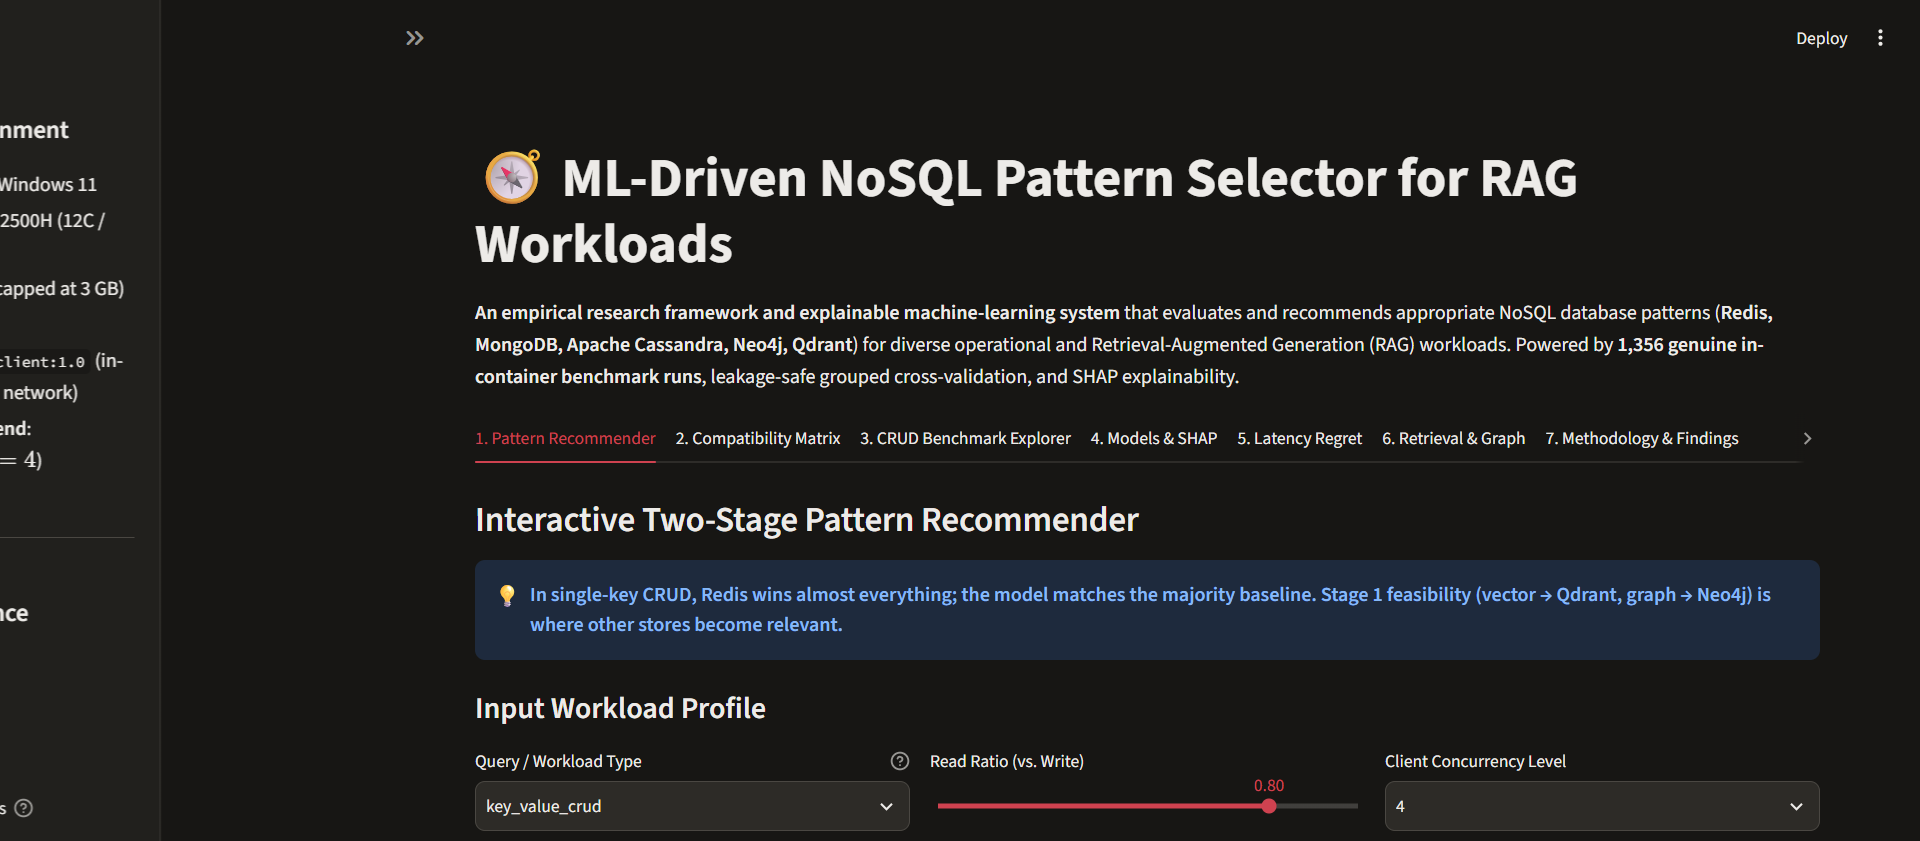 Deploy
nment
Windows 11
2500H (12C /
capped at 3 GB)
client:1.0 (in-
network)
end:
= 4)
nce
s
ML-Driven NoSQL Pattern Selector for RAG
Workloads
An empirical research framework and explainable machine-learning system that evaluates and recommends appropriate NoSQL database patterns (Redis,
MongoDB, Apache Cassandra, Neo4j, Qdrant) for diverse operational and Retrieval-Augmented Generation (RAG) workloads. Powered by 1,356 genuine in-
container benchmark runs, leakage-safe grouped cross-validation, and SHAP explainability.
1. Pattern Recommender 2. Compatibility Matrix 3. CRUD Benchmark Explorer 4. Models & SHAP 5. Latency Regret 6. Retrieval & Graph 7. Methodology & Findings
Interactive Two-Stage Pattern Recommender
In single-key CRUD, Redis wins almost everything; the model matches the majority baseline. Stage 1 feasibility (vector → Qdrant, graph → Neo4j) is
where other stores become relevant.
Input Workload Profile
Query / Workload Type
key_value_crud
Read Ratio (vs. Write)
0.80
Client Concurrency Level
4